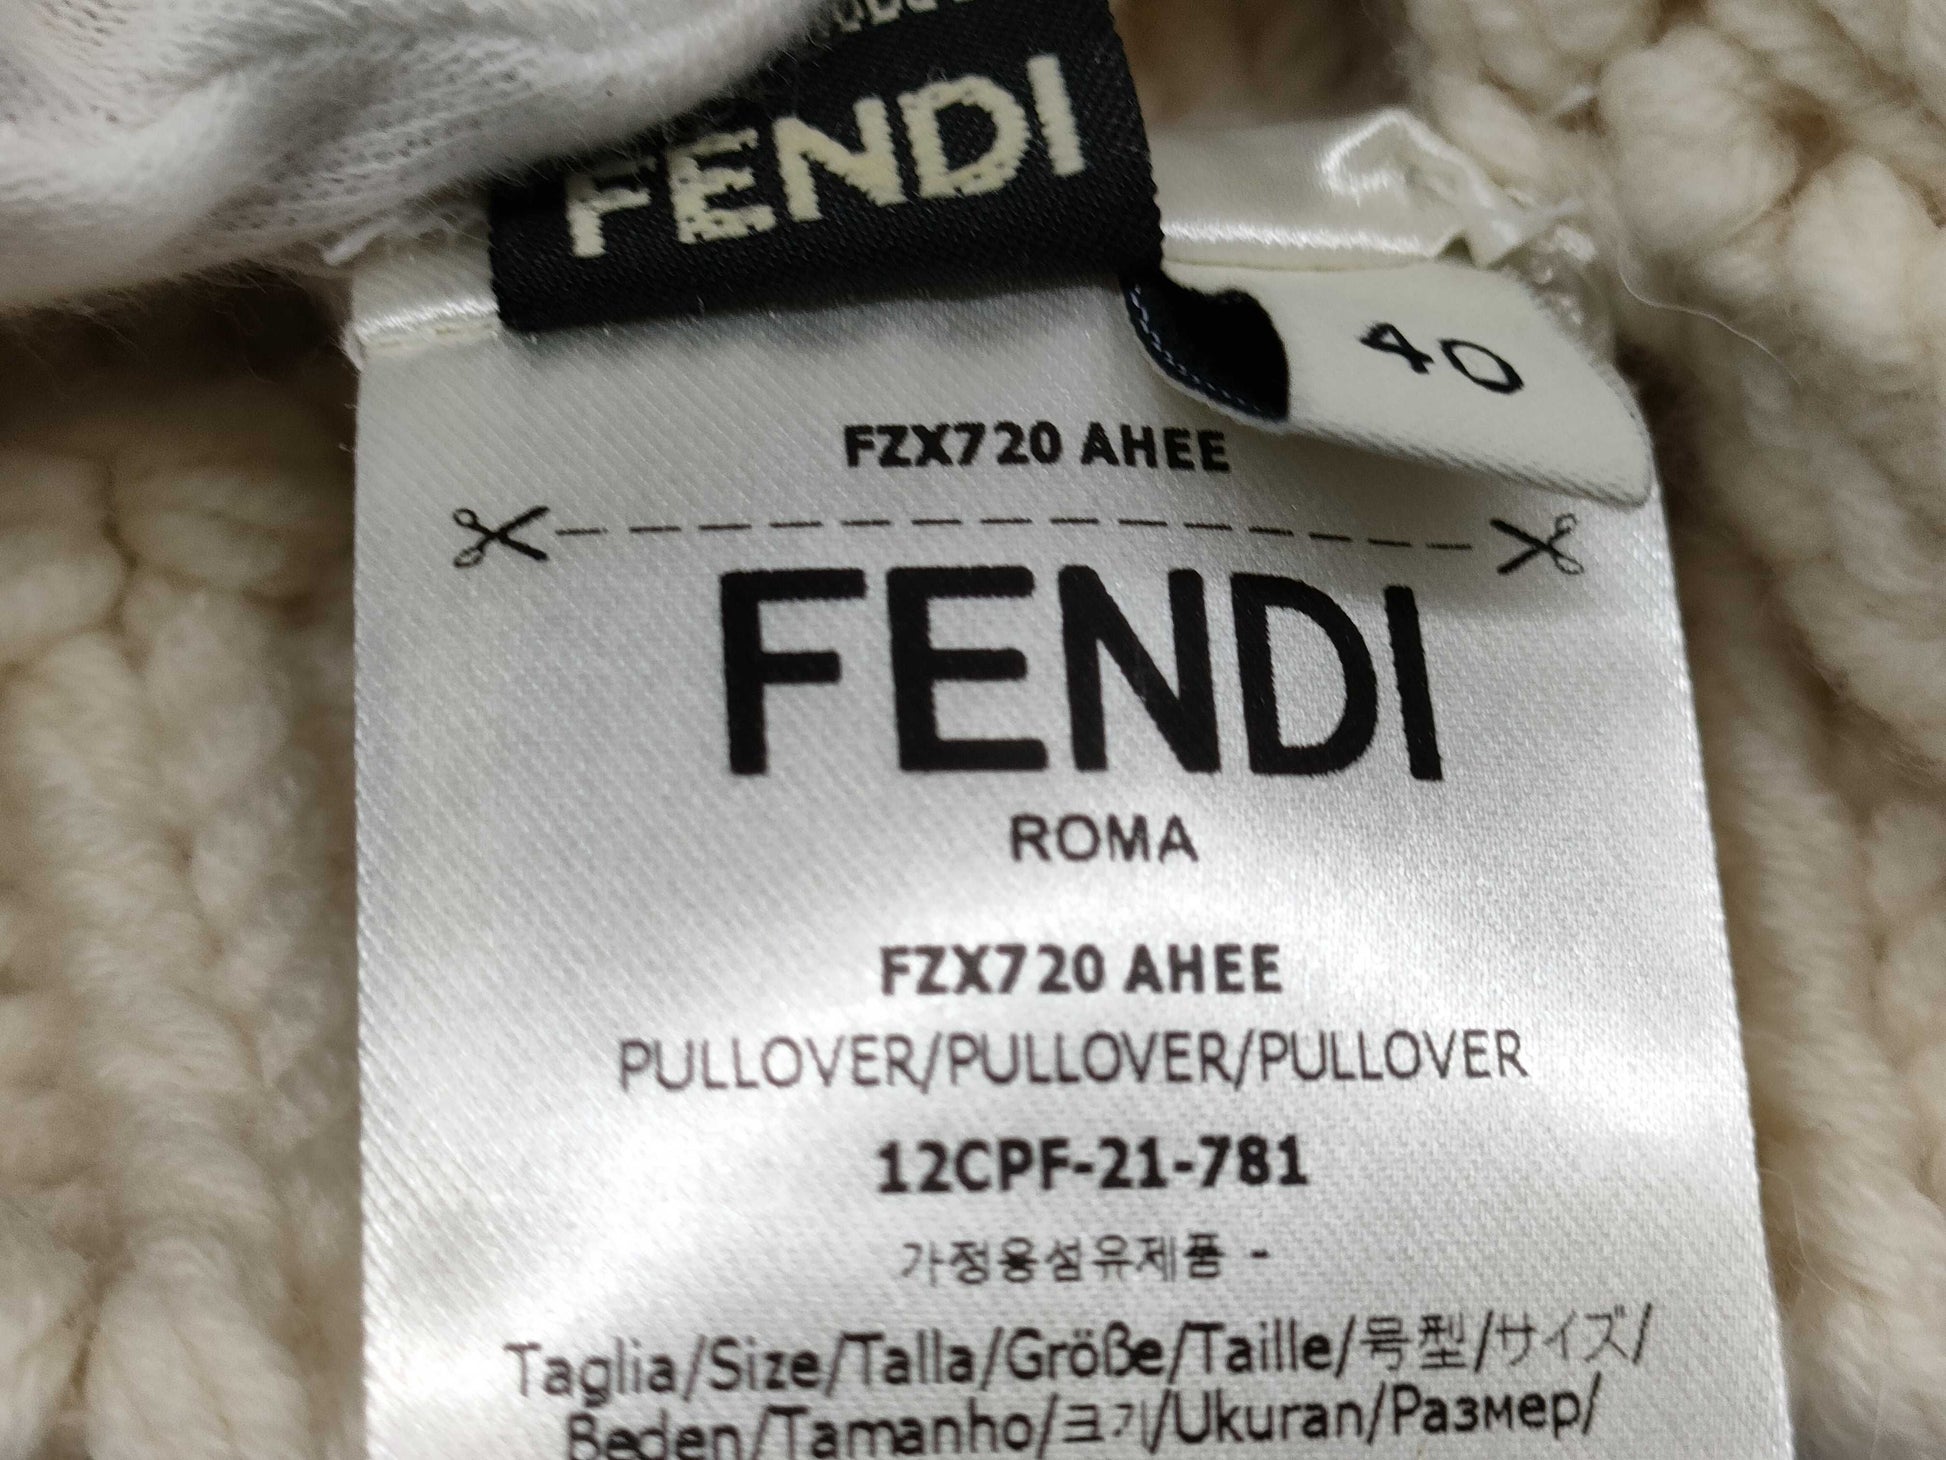 FENDI
40
FZX720 AHEE
FENDI
ROMA
FZX720 AHEE
PULLOVER/PULLOVER/PULLOVER
12CPF-21-781
가정용섬유제품 -
Taglia/Size/Talla/Größe/Taille/号型/サイズ/
Beden/Tamanho/크기/Ukuran/Размер/